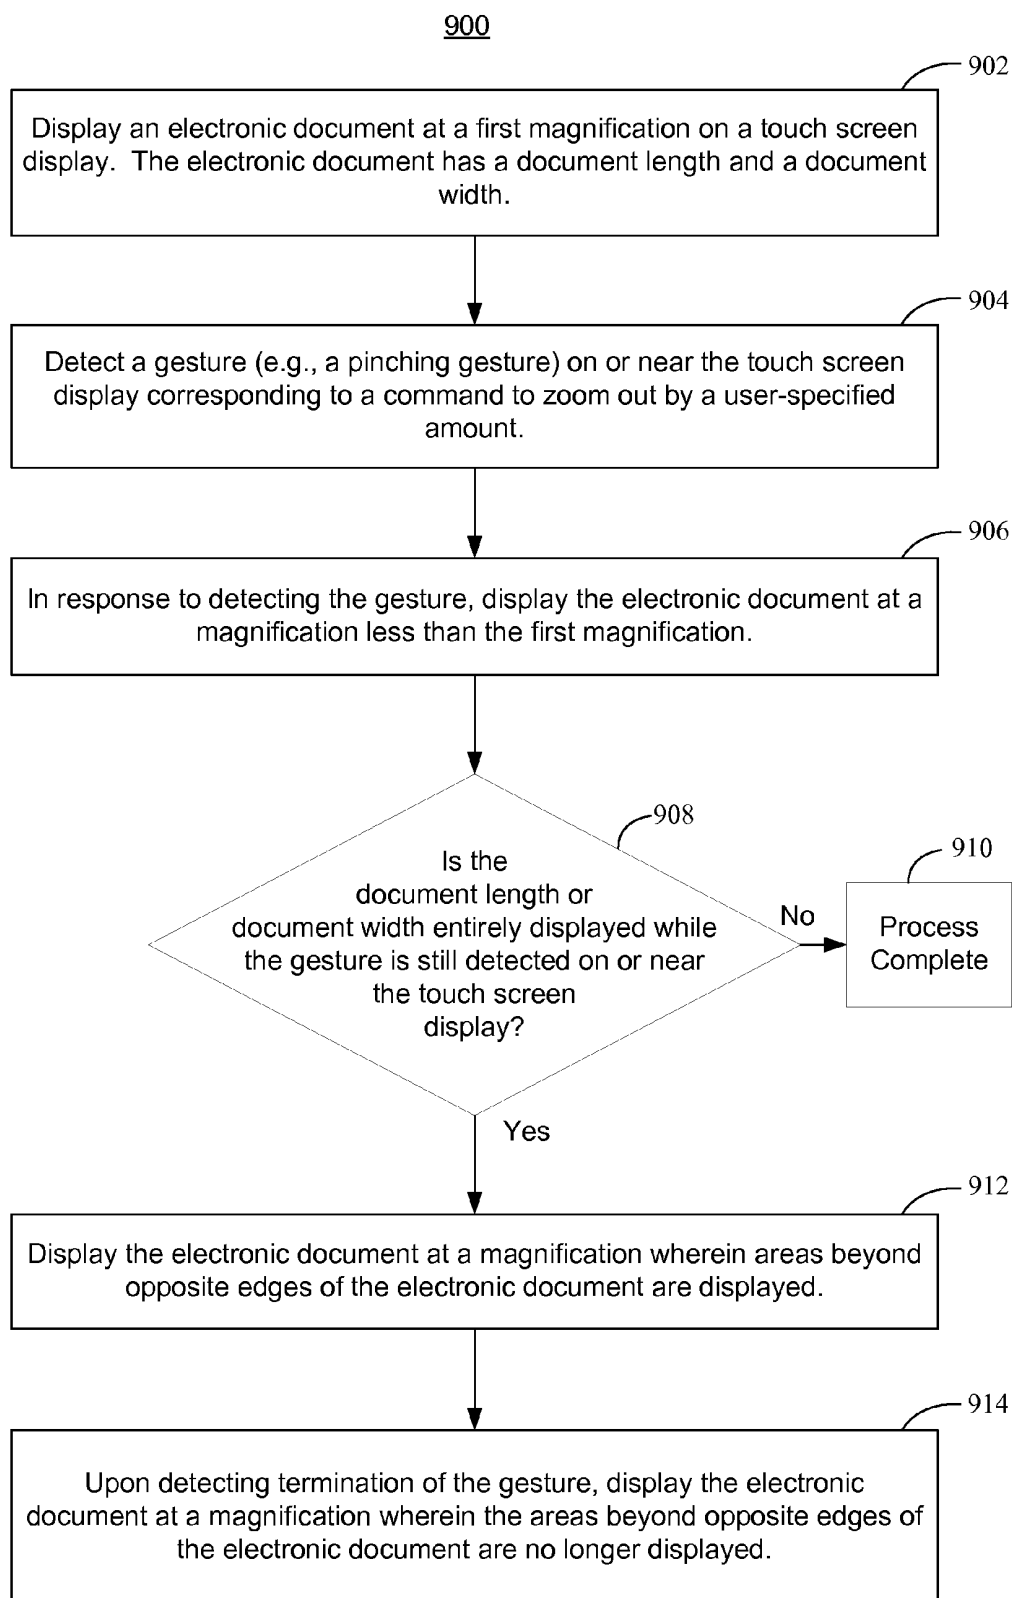 900
902
Display an electronic document at a first magnification on a touch screen
display.  The electronic document has a document length and a document
width.
904
Detect a gesture (e.g., a pinching gesture) on or near the touch screen
display corresponding to a command to zoom out by a user-specified
amount.
906
In response to detecting the gesture, display the electronic document at a
magnification less than the first magnification.
908
Is the
document length or
document width entirely displayed while
the gesture is still detected on or near
the touch screen
display?
No
910
Process
Complete
Yes
912
Display the electronic document at a magnification wherein areas beyond
opposite edges of the electronic document are displayed.
914
Upon detecting termination of the gesture, display the electronic
document at a magnification wherein the areas beyond opposite edges of
the electronic document are no longer displayed.